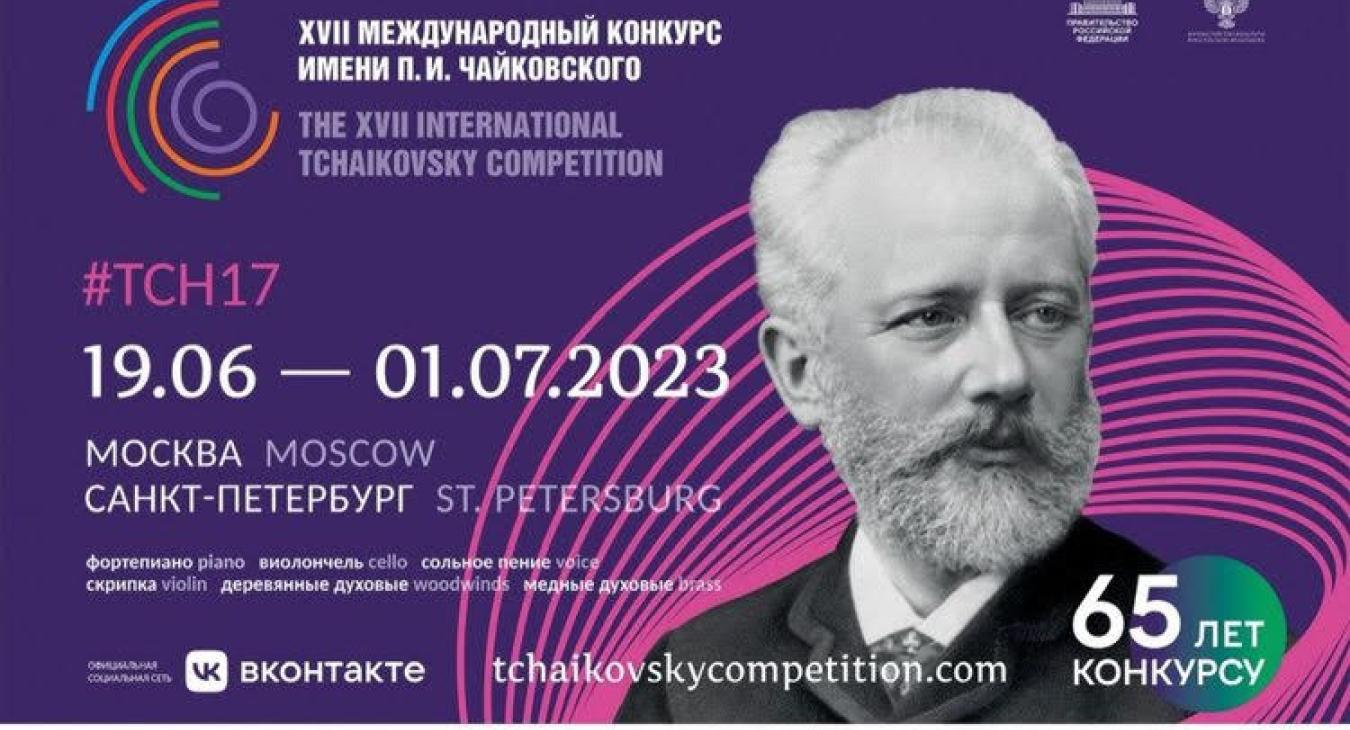 XVII МЕЖДУНАРОДНЫЙ КОНКУРС
ИМЕНИ П. И. ЧАЙКОВСКОГО
THE XVII INTERNATIONAL
TCHAIKOVSKY COMPETITION
ПРАВИТЕЛЬСТВО
РОССИЙСКОЙ
ФЕДЕРАЦИИ
#TCH17
19.06 — 01.07.2023
МОСКВА MOSCOW
САНКТ-ПЕТЕРБУРГ ST. PETERSBURG
фортепиано piano виолончель cello сольное пение voice
скрипка violin деревянные духовые woodwinds медные духовые brass
ОФИЦИАЛЬНАЯ
СОЦИАЛЬНАЯ СЕТЬ
ВКОНТАКТЕ
tchaikovskycompetition.com
65 ЛЕТ
КОНКУРСУ